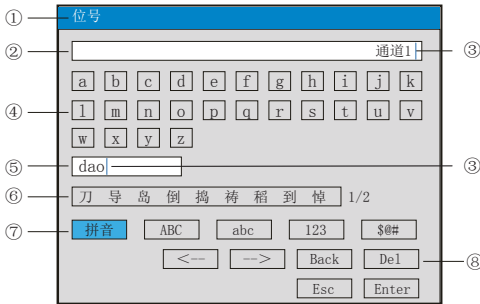 ① 位号
② 通道1 ③
a b c d e f g h i j k
④ l m n o p q r s t u v
w x y z
⑤ dao ③
⑥ 刀 导 岛 倒 捣 祷 稻 到 悼 1/2
⑦ 拼音 ABC abc 123 $@#
<-- --> Back Del ⑧
Esc Enter